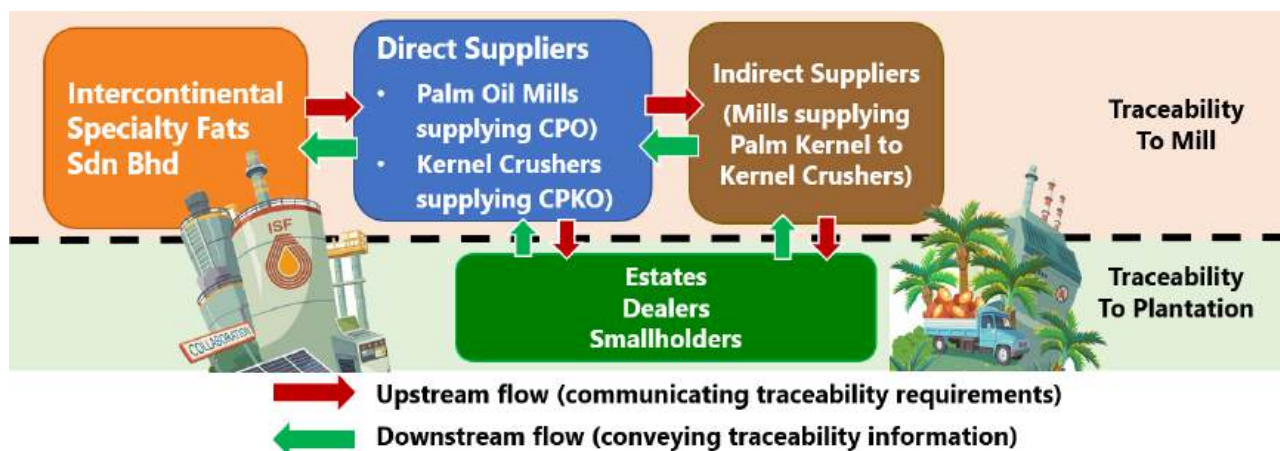 Intercontinental
Specialty Fats
Sdn Bhd
Direct Suppliers
• Palm Oil Mills
supplying CPO)
• Kernel Crushers
supplying CPKO)
Indirect Suppliers
(Mills supplying
Palm Kernel to
Kernel Crushers)
Traceability
To Mill
ISF
COLLABORATION
Estates
Dealers
Smallholders
Traceability
To Plantation
Upstream flow (communicating traceability requirements)
Downstream flow (conveying traceability information)